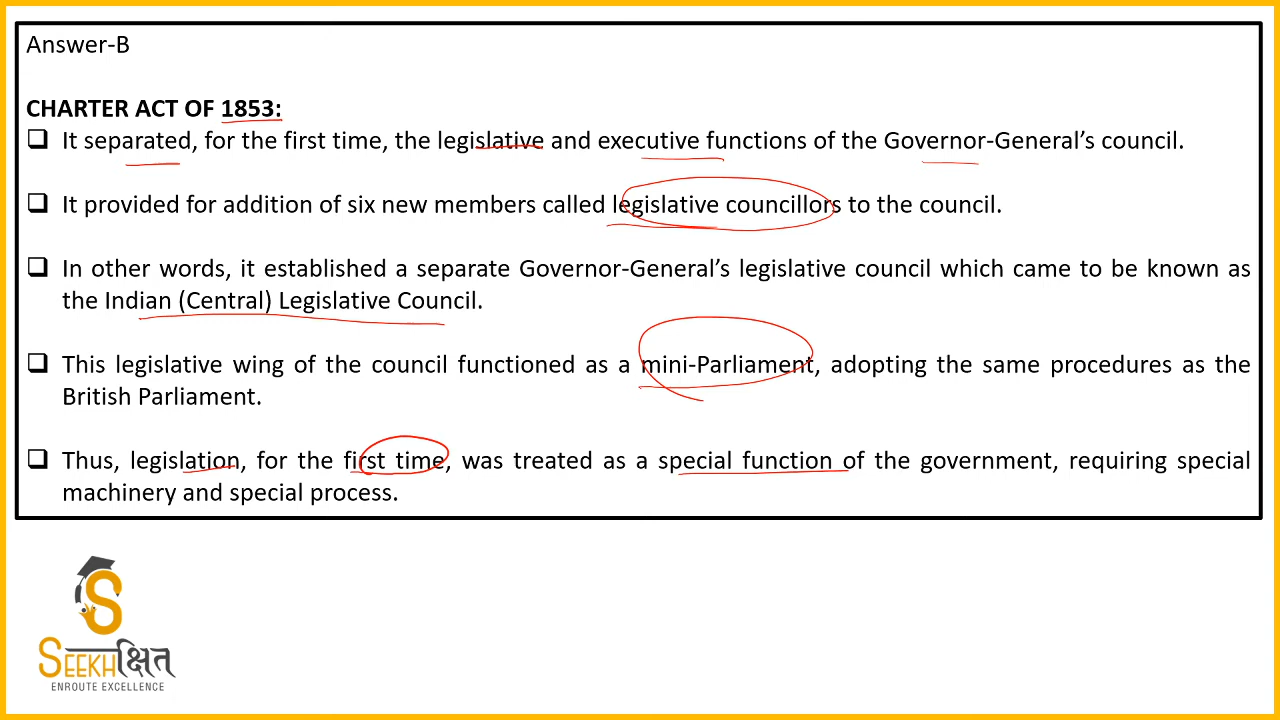 Answer-B
CHARTER ACT OF 1853:
❑ It separated, for the first time, the legislative and executive functions of the Governor-General’s council.
❑ It provided for addition of six new members called legislative councillors to the council.
❑ In other words, it established a separate Governor-General’s legislative council which came to be known as
the Indian (Central) Legislative Council.
❑ This legislative wing of the council functioned as a mini-Parliament, adopting the same procedures as the
British Parliament.
❑ Thus, legislation, for the first time, was treated as a special function of the government, requiring special
machinery and special process.
S
SEEKHक्षित
ENROUTE EXCELLENCE